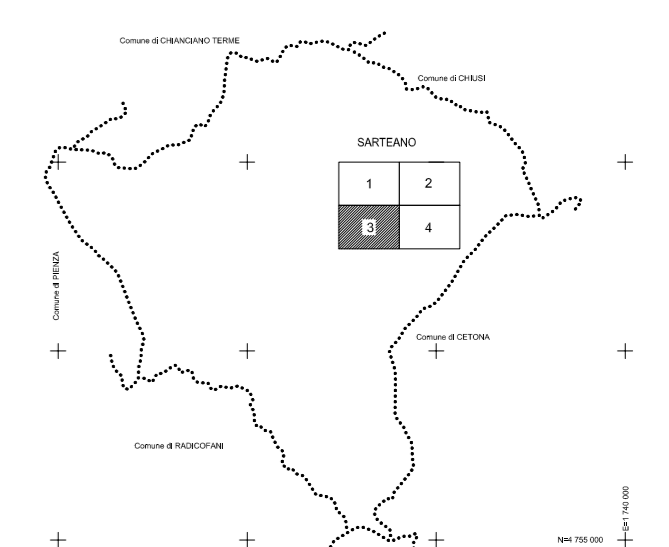 Comune di CHIANCIANO TERME
Comune di CHIUSI
SARTEANO
1 2
3 4
Comune di PIENZA
Comune di CETONA
Comune di RADICOFANI
E=1 740 000
N=4 755 000